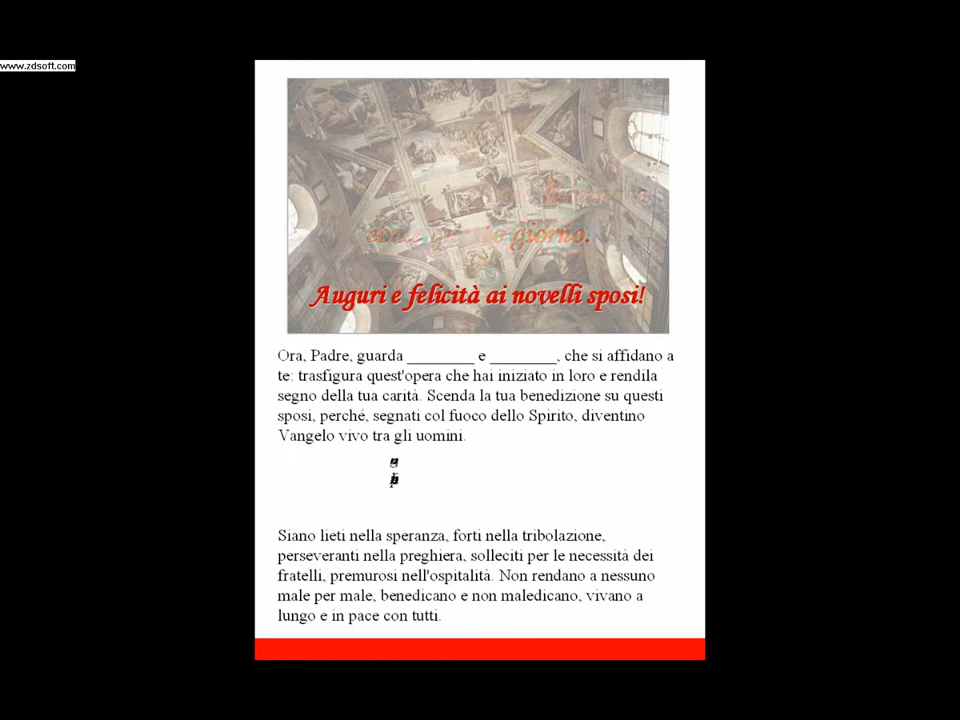 www.zdsoft.com
giorno.
Auguri e felicità ai novelli sposi!
Ora, Padre, guarda ________ e ________, che si affidano a
te: trasfigura quest'opera che hai iniziato in loro e rendila
segno della tua carità. Scenda la tua benedizione su questi
sposi, perché, segnati col fuoco dello Spirito, diventino
Vangelo vivo tra gli uomini.
Siano lieti nella speranza, forti nella tribolazione,
perseveranti nella preghiera, solleciti per le necessità dei
fratelli, premurosi nell'ospitalità. Non rendano a nessuno
male per male, benedicano e non maledicano, vivano a
lungo e in pace con tutti.